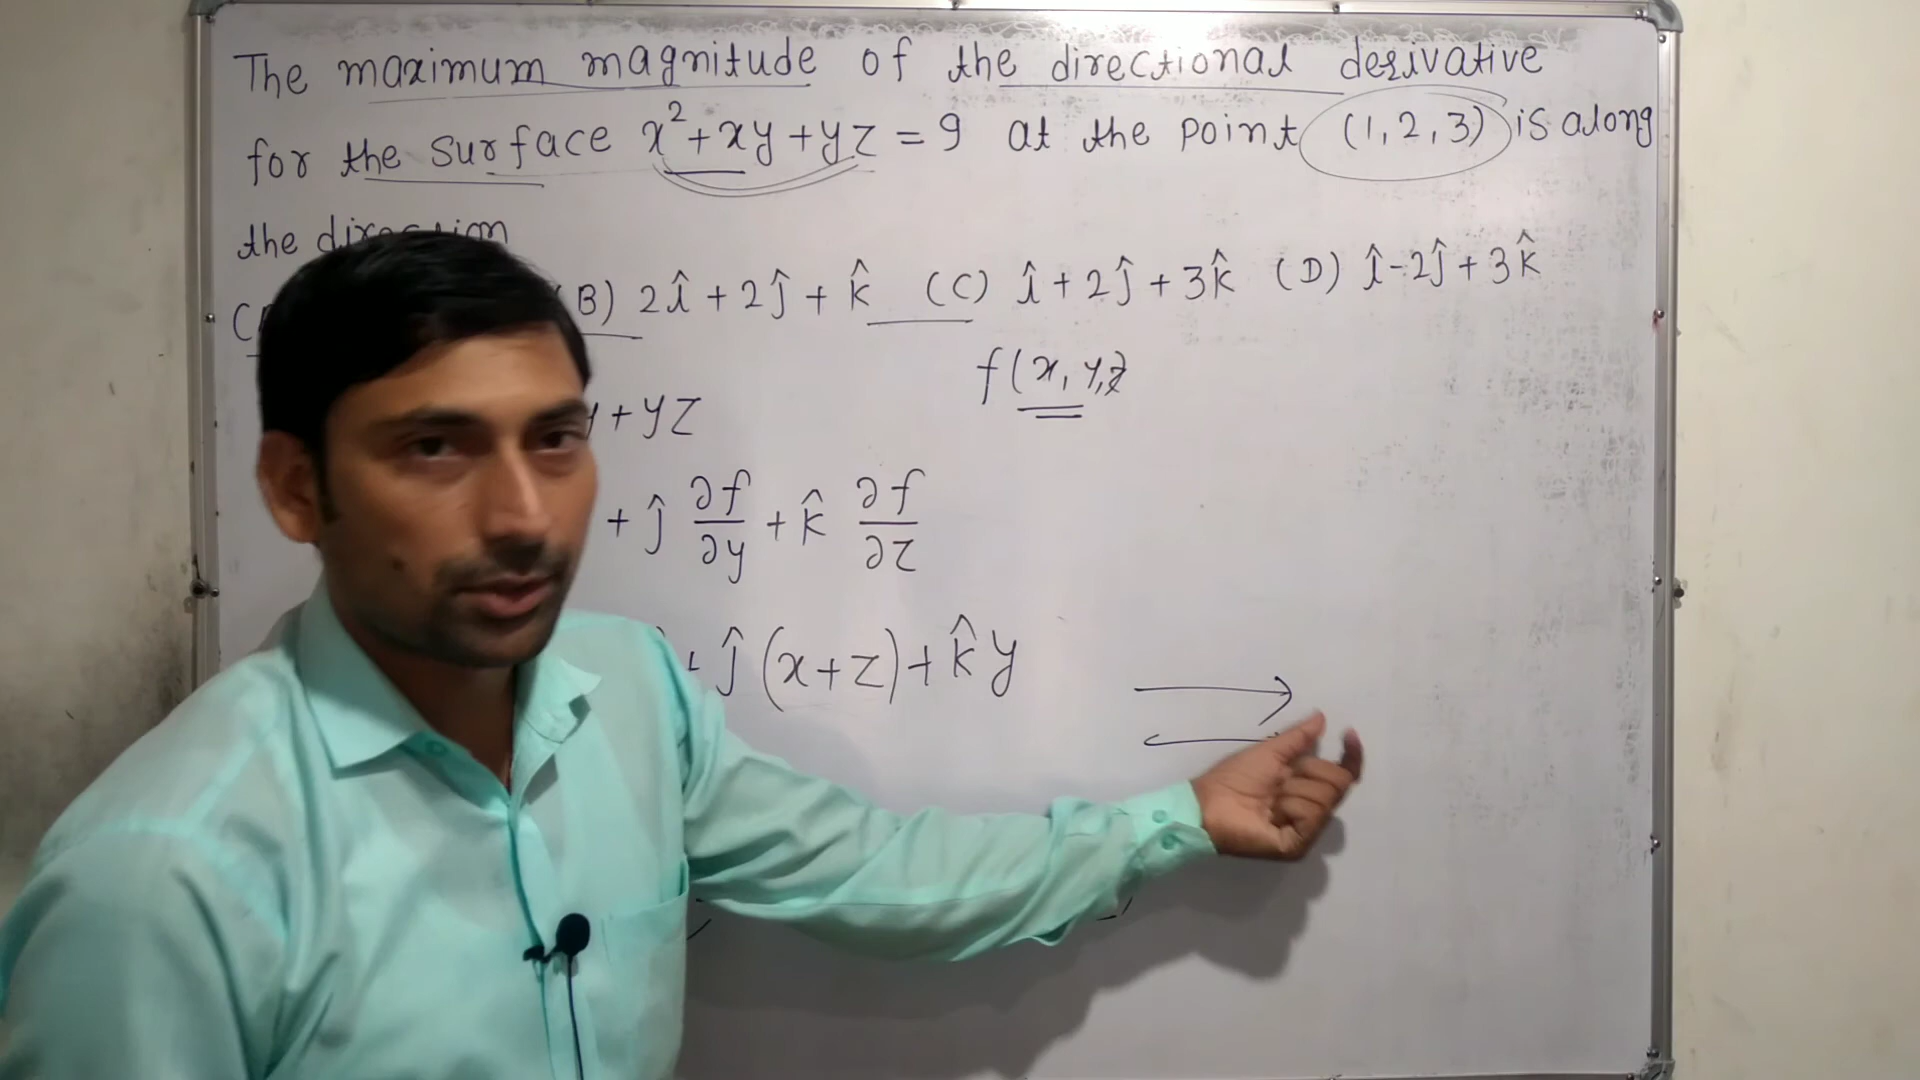 The maximum magnitude of the directional derivative
for the surface x²+xy+yz = 9 at the point (1,2,3) is along
the direction
B) 2î + 2ĵ + k̂ (C) î + 2ĵ + 3k̂ (D) î-2ĵ+3k̂
f(x,y,z
+yz
+ ĵ ∂f/∂y + k̂ ∂f/∂z
ĵ (x+z) + k̂ y